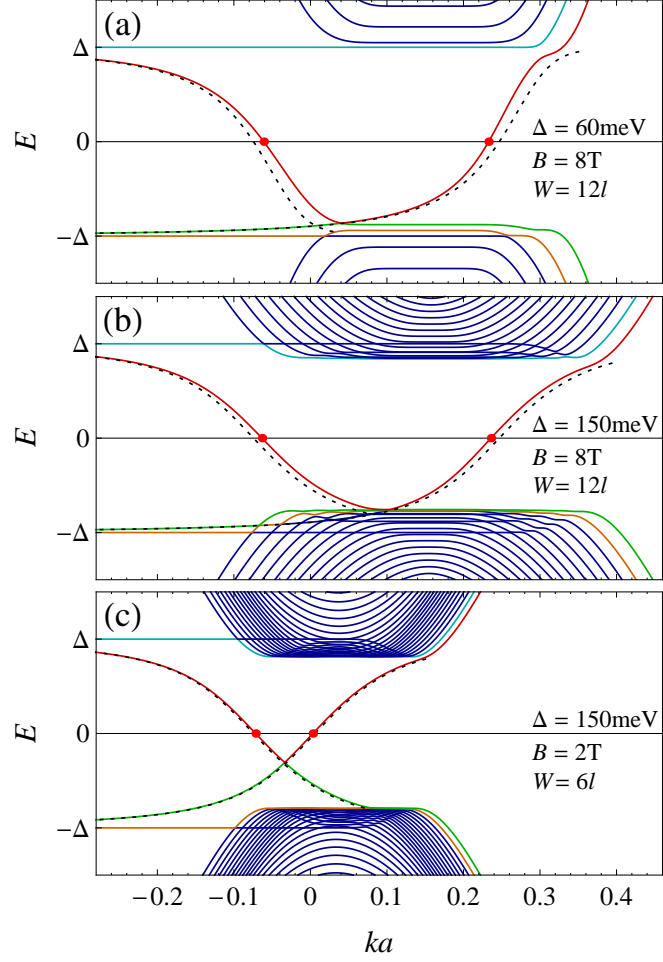 (a)
Δ
0
−Δ
E
Δ = 60meV
B = 8T
W = 12l
(b)
Δ
0
−Δ
E
Δ = 150meV
B = 8T
W = 12l
(c)
Δ
0
−Δ
E
Δ = 150meV
B = 2T
W = 6l
−0.2 −0.1 0 0.1 0.2 0.3 0.4
ka